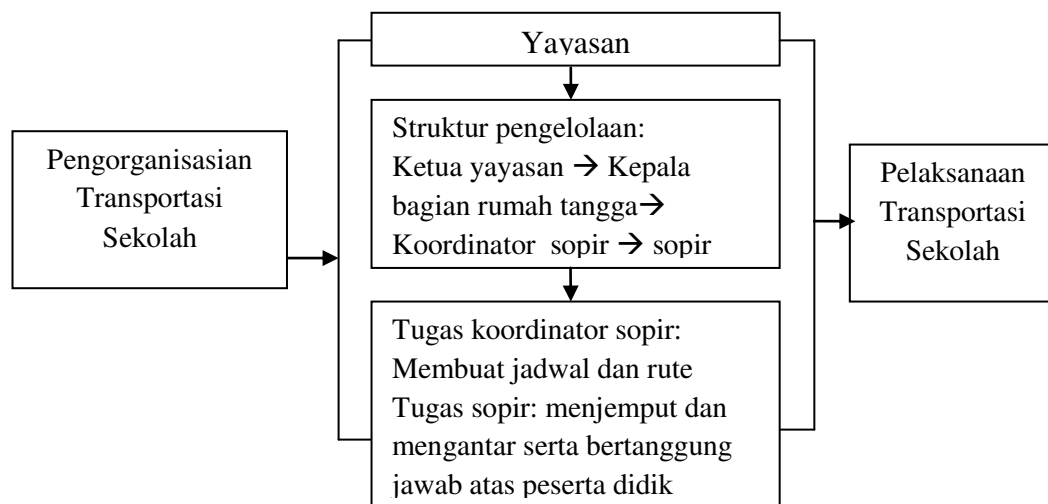 Pengorganisasian
Transportasi
Sekolah
Yayasan
Struktur pengelolaan:
Ketua yayasan → Kepala
bagian rumah tangga→
Koordinator sopir → sopir
Tugas koordinator sopir:
Membuat jadwal dan rute
Tugas sopir: menjemput dan
mengantar serta bertanggung
jawab atas peserta didik
Pelaksanaan
Transportasi
Sekolah